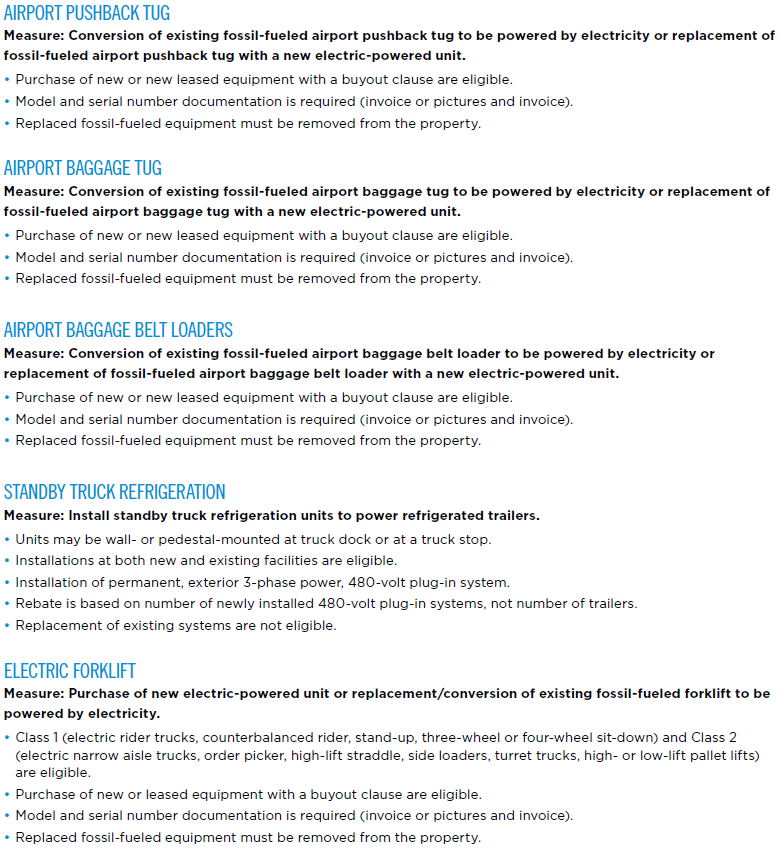 AIRPORT PUSHBACK TUG
Measure: Conversion of existing fossil-fueled airport pushback tug to be powered by electricity or replacement of
fossil-fueled airport pushback tug with a new electric-powered unit.
• Purchase of new or new leased equipment with a buyout clause are eligible.
• Model and serial number documentation is required (invoice or pictures and invoice).
• Replaced fossil-fueled equipment must be removed from the property.
AIRPORT BAGGAGE TUG
Measure: Conversion of existing fossil-fueled airport baggage tug to be powered by electricity or replacement of
fossil-fueled airport baggage tug with a new electric-powered unit.
• Purchase of new or new leased equipment with a buyout clause are eligible.
• Model and serial number documentation is required (invoice or pictures and invoice).
• Replaced fossil-fueled equipment must be removed from the property.
AIRPORT BAGGAGE BELT LOADERS
Measure: Conversion of existing fossil-fueled airport baggage belt loader to be powered by electricity or
replacement of fossil-fueled airport baggage belt loader with a new electric-powered unit.
• Purchase of new or new leased equipment with a buyout clause are eligible.
• Model and serial number documentation is required (invoice or pictures and invoice).
• Replaced fossil-fueled equipment must be removed from the property.
STANDBY TRUCK REFRIGERATION
Measure: Install standby truck refrigeration units to power refrigerated trailers.
• Units may be wall- or pedestal-mounted at truck dock or at a truck stop.
• Installations at both new and existing facilities are eligible.
• Installation of permanent, exterior 3-phase power, 480-volt plug-in system.
• Rebate is based on number of newly installed 480-volt plug-in systems, not number of trailers.
• Replacement of existing systems are not eligible.
ELECTRIC FORKLIFT
Measure: Purchase of new electric-powered unit or replacement/conversion of existing fossil-fueled forklift to be
powered by electricity.
• Class 1 (electric rider trucks, counterbalanced rider, stand-up, three-wheel or four-wheel sit-down) and Class 2
(electric narrow aisle trucks, order picker, high-lift straddle, side loaders, turret trucks, high- or low-lift pallet lifts)
are eligible.
• Purchase of new or leased equipment with a buyout clause are eligible.
• Model and serial number documentation is required (invoice or pictures and invoice).
• Replaced fossil-fueled equipment must be removed from the property.